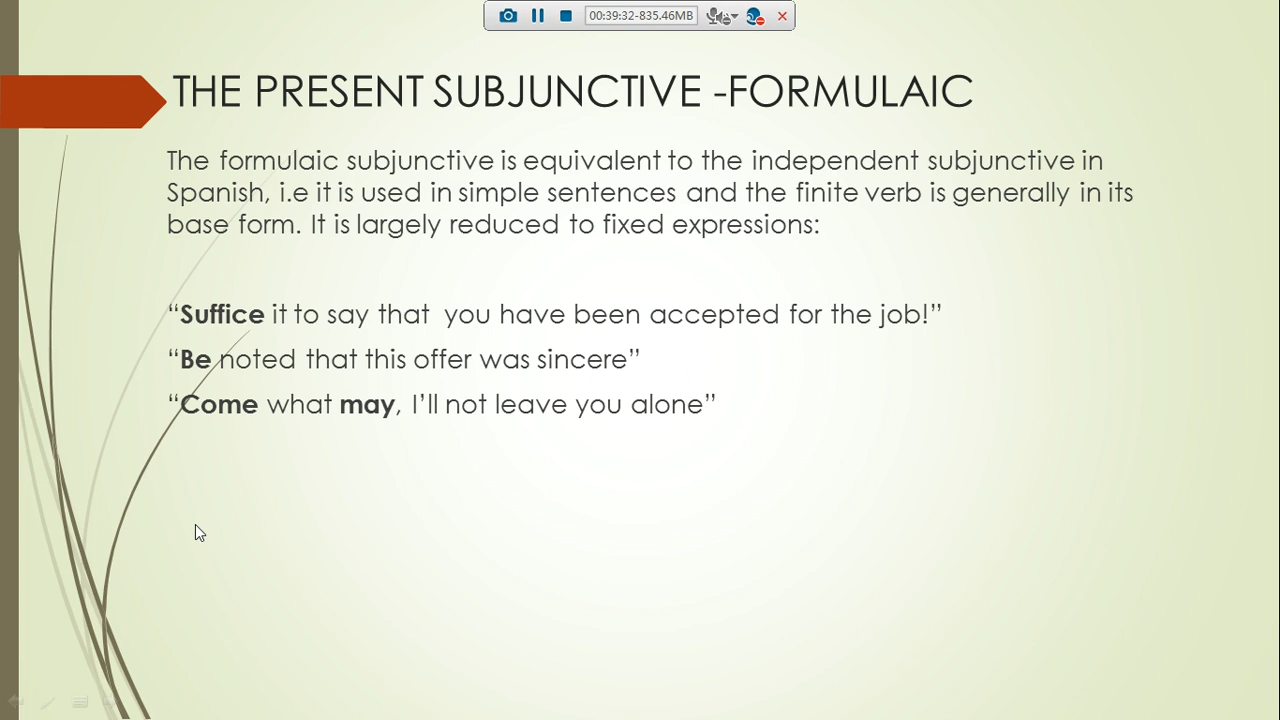 00:39:32-835.46MB
THE PRESENT SUBJUNCTIVE -FORMULAIC
The formulaic subjunctive is equivalent to the independent subjunctive in
Spanish, i.e it is used in simple sentences and the finite verb is generally in its
base form. It is largely reduced to fixed expressions:
“Suffice it to say that you have been accepted for the job!”
“Be noted that this offer was sincere”
“Come what may, I’ll not leave you alone”